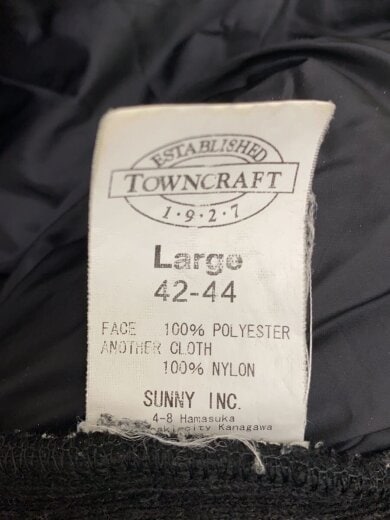 ESTABLISHED
TOWNCRAFT
1·9·2·7
Large
42-44
FACE 100% POLYESTER
ANOTHER CLOTH
100% NYLON
SUNNY INC.
4-8 Hamasuka
Kanagawa